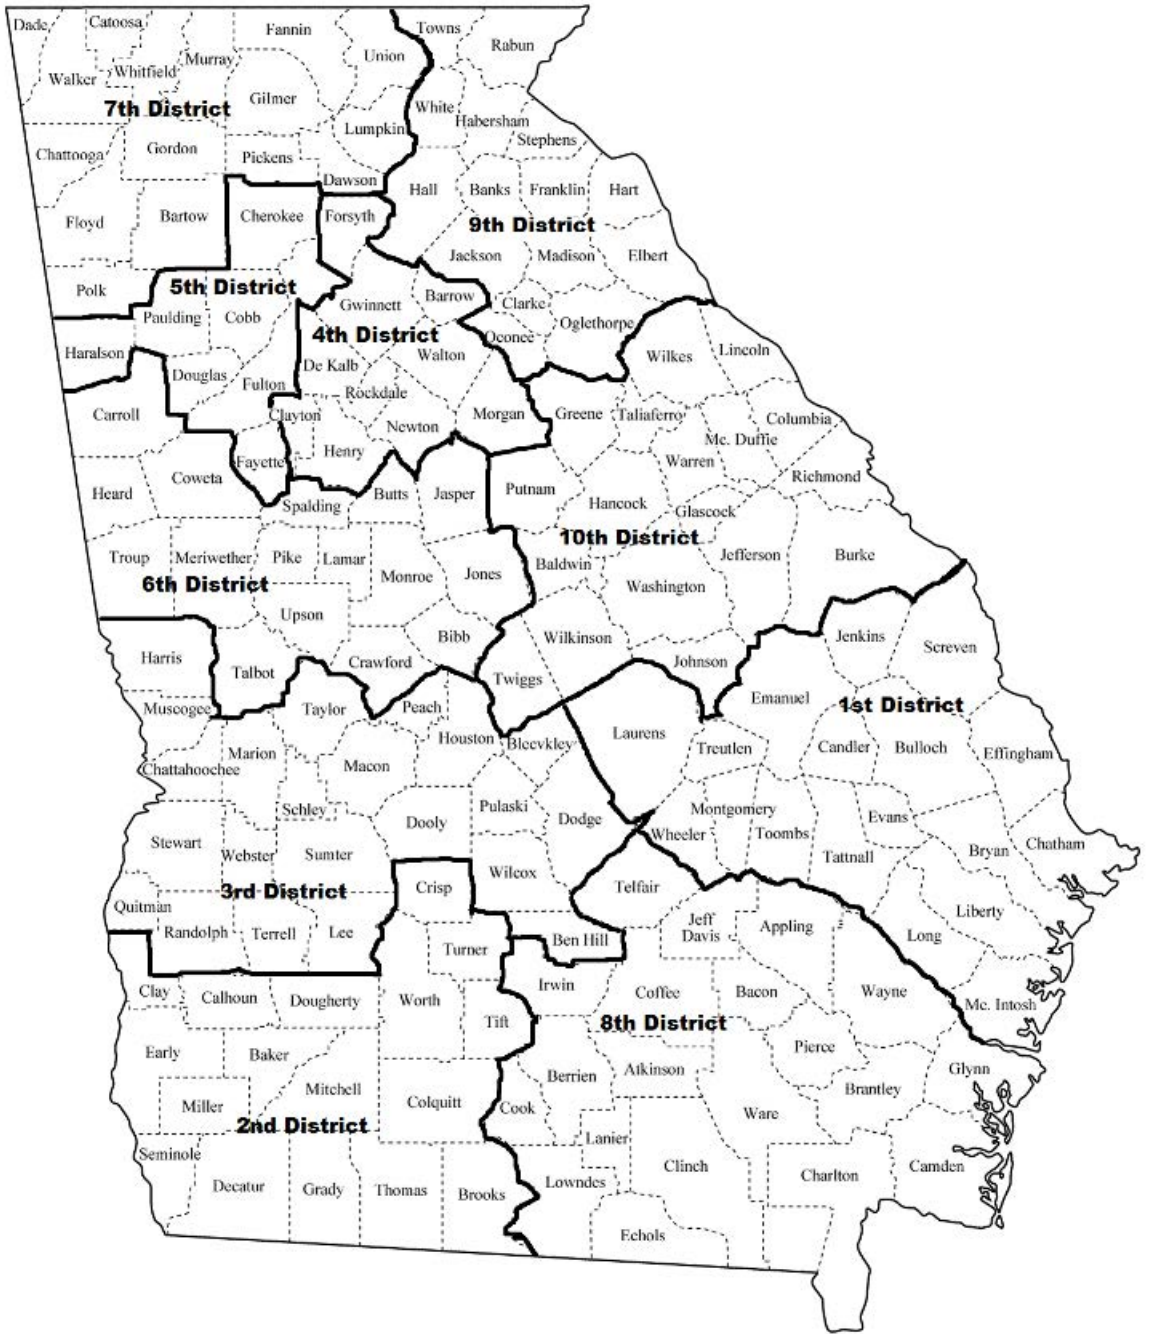 Dade
Catoosa
Fannin
Towns
Rabun
Union
Murray
Whitfield
Walker
7th District
Gilmer
White
Habersham
Lumpkin
Stephens
Chattooga
Gordon
Pickens
Dawson
Hall
Banks
Franklin
Hart
Floyd
Bartow
Cherokee
Forsyth
9th District
Jackson
Madison
Elbert
Polk
5th District
Paulding
Cobb
Gwinnett
Barrow
Clarke
Oglethorpe
4th District
Oconee
Haralson
Walton
Wilkes
Lincoln
De Kalb
Douglas
Fulton
Rockdale
Carroll
Clayton
Newton
Morgan
Greene
Taliaferro
Columbia
Mc. Duffie
Henry
Fayette
Warren
Richmond
Heard
Coweta
Spalding
Butts
Jasper
Putnam
Hancock
Glascock
10th District
Troup
Meriwether
Pike
Lamar
Monroe
Jones
Baldwin
Jefferson
Burke
6th District
Washington
Upson
Bibb
Wilkinson
Jenkins
Screven
Harris
Talbot
Crawford
Twiggs
Johnson
Emanuel
Muscogee
Taylor
Peach
1st District
Houston
Bleevkley
Laurens
Treutlen
Candler
Bulloch
Effingham
Marion
Chattahoochee
Macon
Schley
Dooly
Pulaski
Dodge
Montgomery
Wheeler
Toombs
Evans
Stewart
Webster
Sumter
Tattnall
Bryan
Chatham
3rd District
Crisp
Wilcox
Telfair
Quitman
Randolph
Terrell
Lee
Turner
Ben Hill
Jeff
Davis
Appling
Liberty
Long
Clay
Calhoun
Dougherty
Worth
Irwin
Coffee
Bacon
Wayne
Mc. Intosh
Tift
8th District
Early
Baker
Pierce
Mitchell
Berrien
Atkinson
Glynn
Brantley
Miller
Colquitt
Cook
Ware
2nd District
Lanier
Seminole
Clinch
Charlton
Camden
Decatur
Grady
Thomas
Brooks
Lowndes
Echols